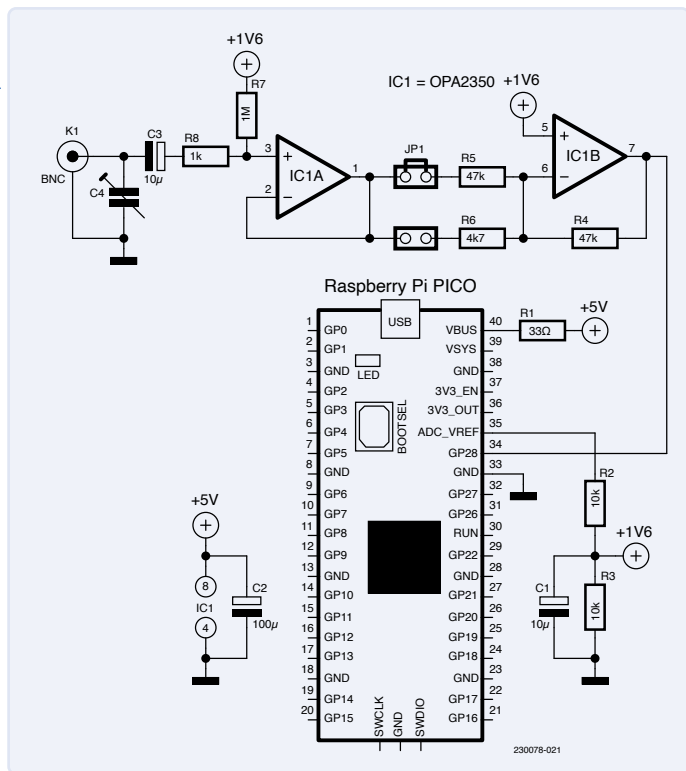 +1V6
R7
1M
IC1 = OPA2350
+1V6
K1
BNC
C3
10µ
R8
1k
C4
3
2
1
IC1A
JP1
R5
47k
R6
4k7
5
6
7
IC1B
R4
47k
Raspberry Pi PICO
USB
LED
BOOTSEL
1 GP0
2 GP1
3 GND
4 GP2
5 GP3
6 GP4
7 GP5
8 GND
9 GP6
10 GP7
11 GP8
12 GP9
13 GND
14 GP10
15 GP11
16 GP12
17 GP13
18 GND
19 GP14
20 GP15
VBUS 40
VSYS 39
GND 38
3V3_EN 37
3V3_OUT 36
ADC_VREF 35
GP28 34
GND 33
GP27 32
GP26 31
RUN 30
GP22 29
GND 28
GP21 27
GP20 26
GP19 25
GP18 24
GND 23
GP17 22
GP16 21
SWCLK
GND
SWDIO
R1
33Ω
+5V
R2
10k
+1V6
C1
10µ
R3
10k
+5V
8
IC1
4
C2
100µ
230078-021